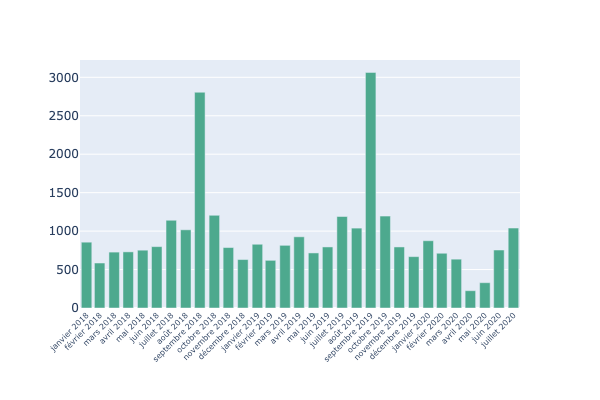 3000
2500
2000
1500
1000
500
0
janvier 2018
février 2018
mars 2018
avril 2018
mai 2018
juin 2018
juillet 2018
août 2018
septembre 2018
octobre 2018
novembre 2018
décembre 2018
janvier 2019
février 2019
mars 2019
avril 2019
mai 2019
juin 2019
juillet 2019
août 2019
septembre 2019
octobre 2019
novembre 2019
décembre 2019
janvier 2020
février 2020
mars 2020
avril 2020
mai 2020
juin 2020
juillet 2020